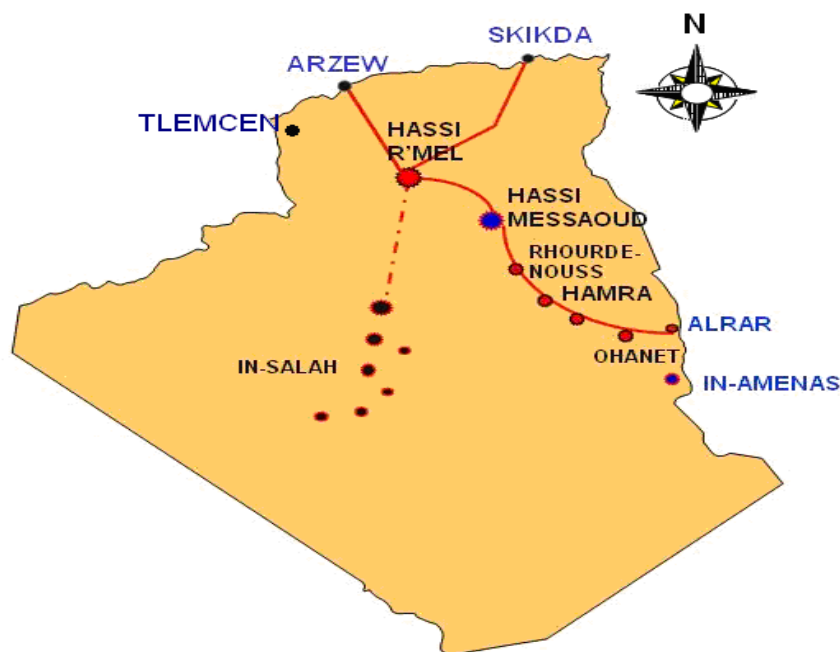 N
SKIKDA
ARZEW
TLEMCEN
HASSI
R'MEL
HASSI
MESSAOUD
RHOURDE-
NOUSS
HAMRA
ALRAR
OHANET
IN-SALAH
IN-AMENAS